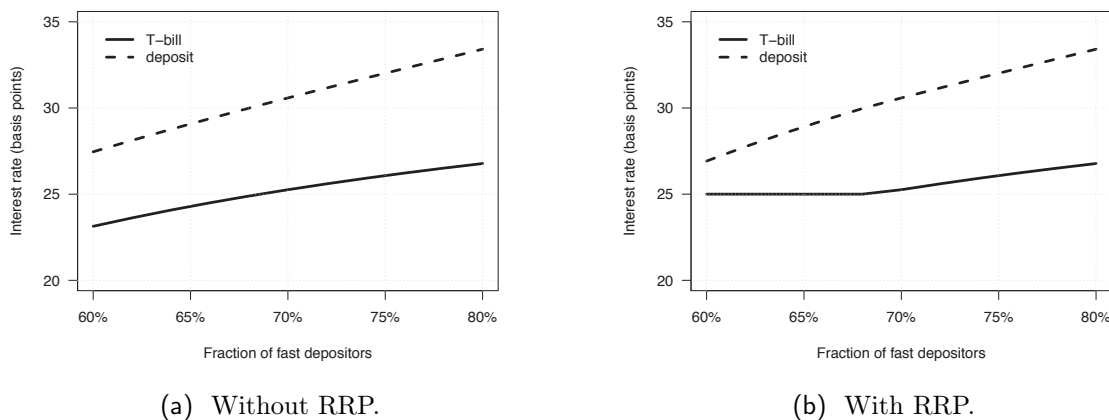 35
30
25
20
Interest rate (basis points)
T−bill
deposit
60%
65%
70%
75%
80%
Fraction of fast depositors
(a) Without RRP.
35
30
25
20
Interest rate (basis points)
T−bill
deposit
60%
65%
70%
75%
80%
Fraction of fast depositors
(b) With RRP.